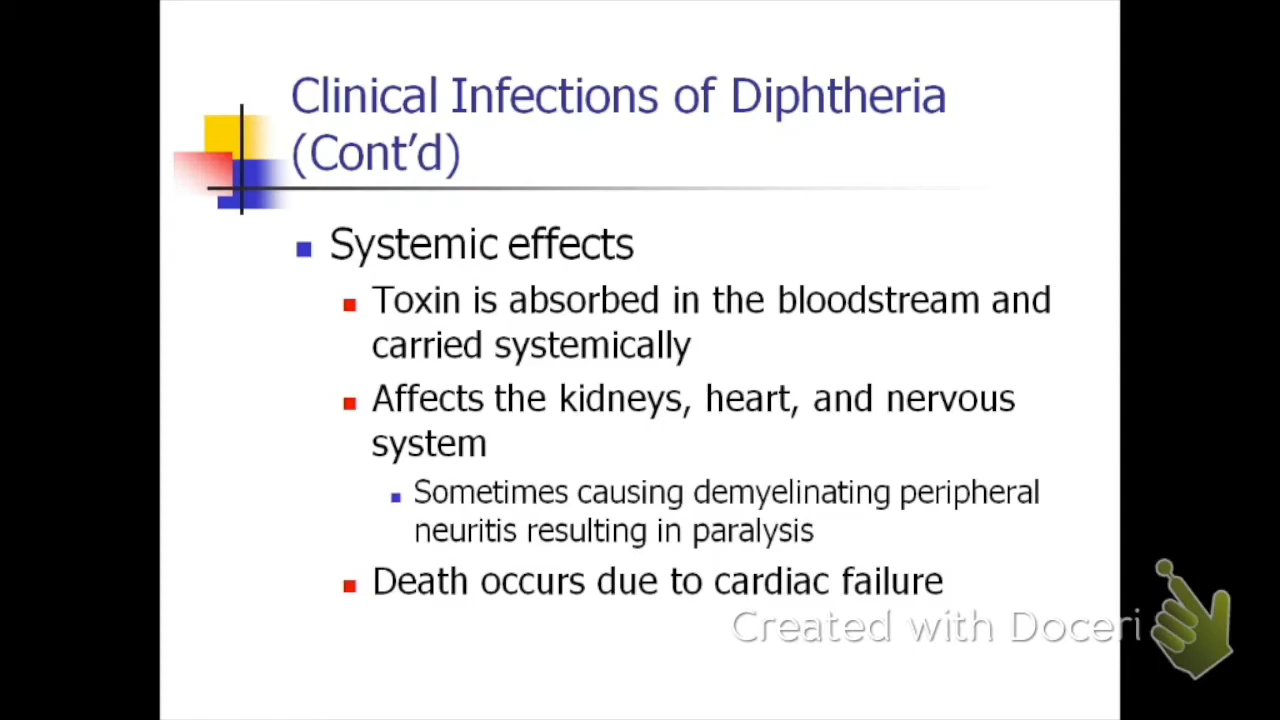 Clinical Infections of Diphtheria
(Cont’d)
Systemic effects
Toxin is absorbed in the bloodstream and
carried systemically
Affects the kidneys, heart, and nervous
system
Sometimes causing demyelinating peripheral
neuritis resulting in paralysis
Death occurs due to cardiac failure
Created with Doceri